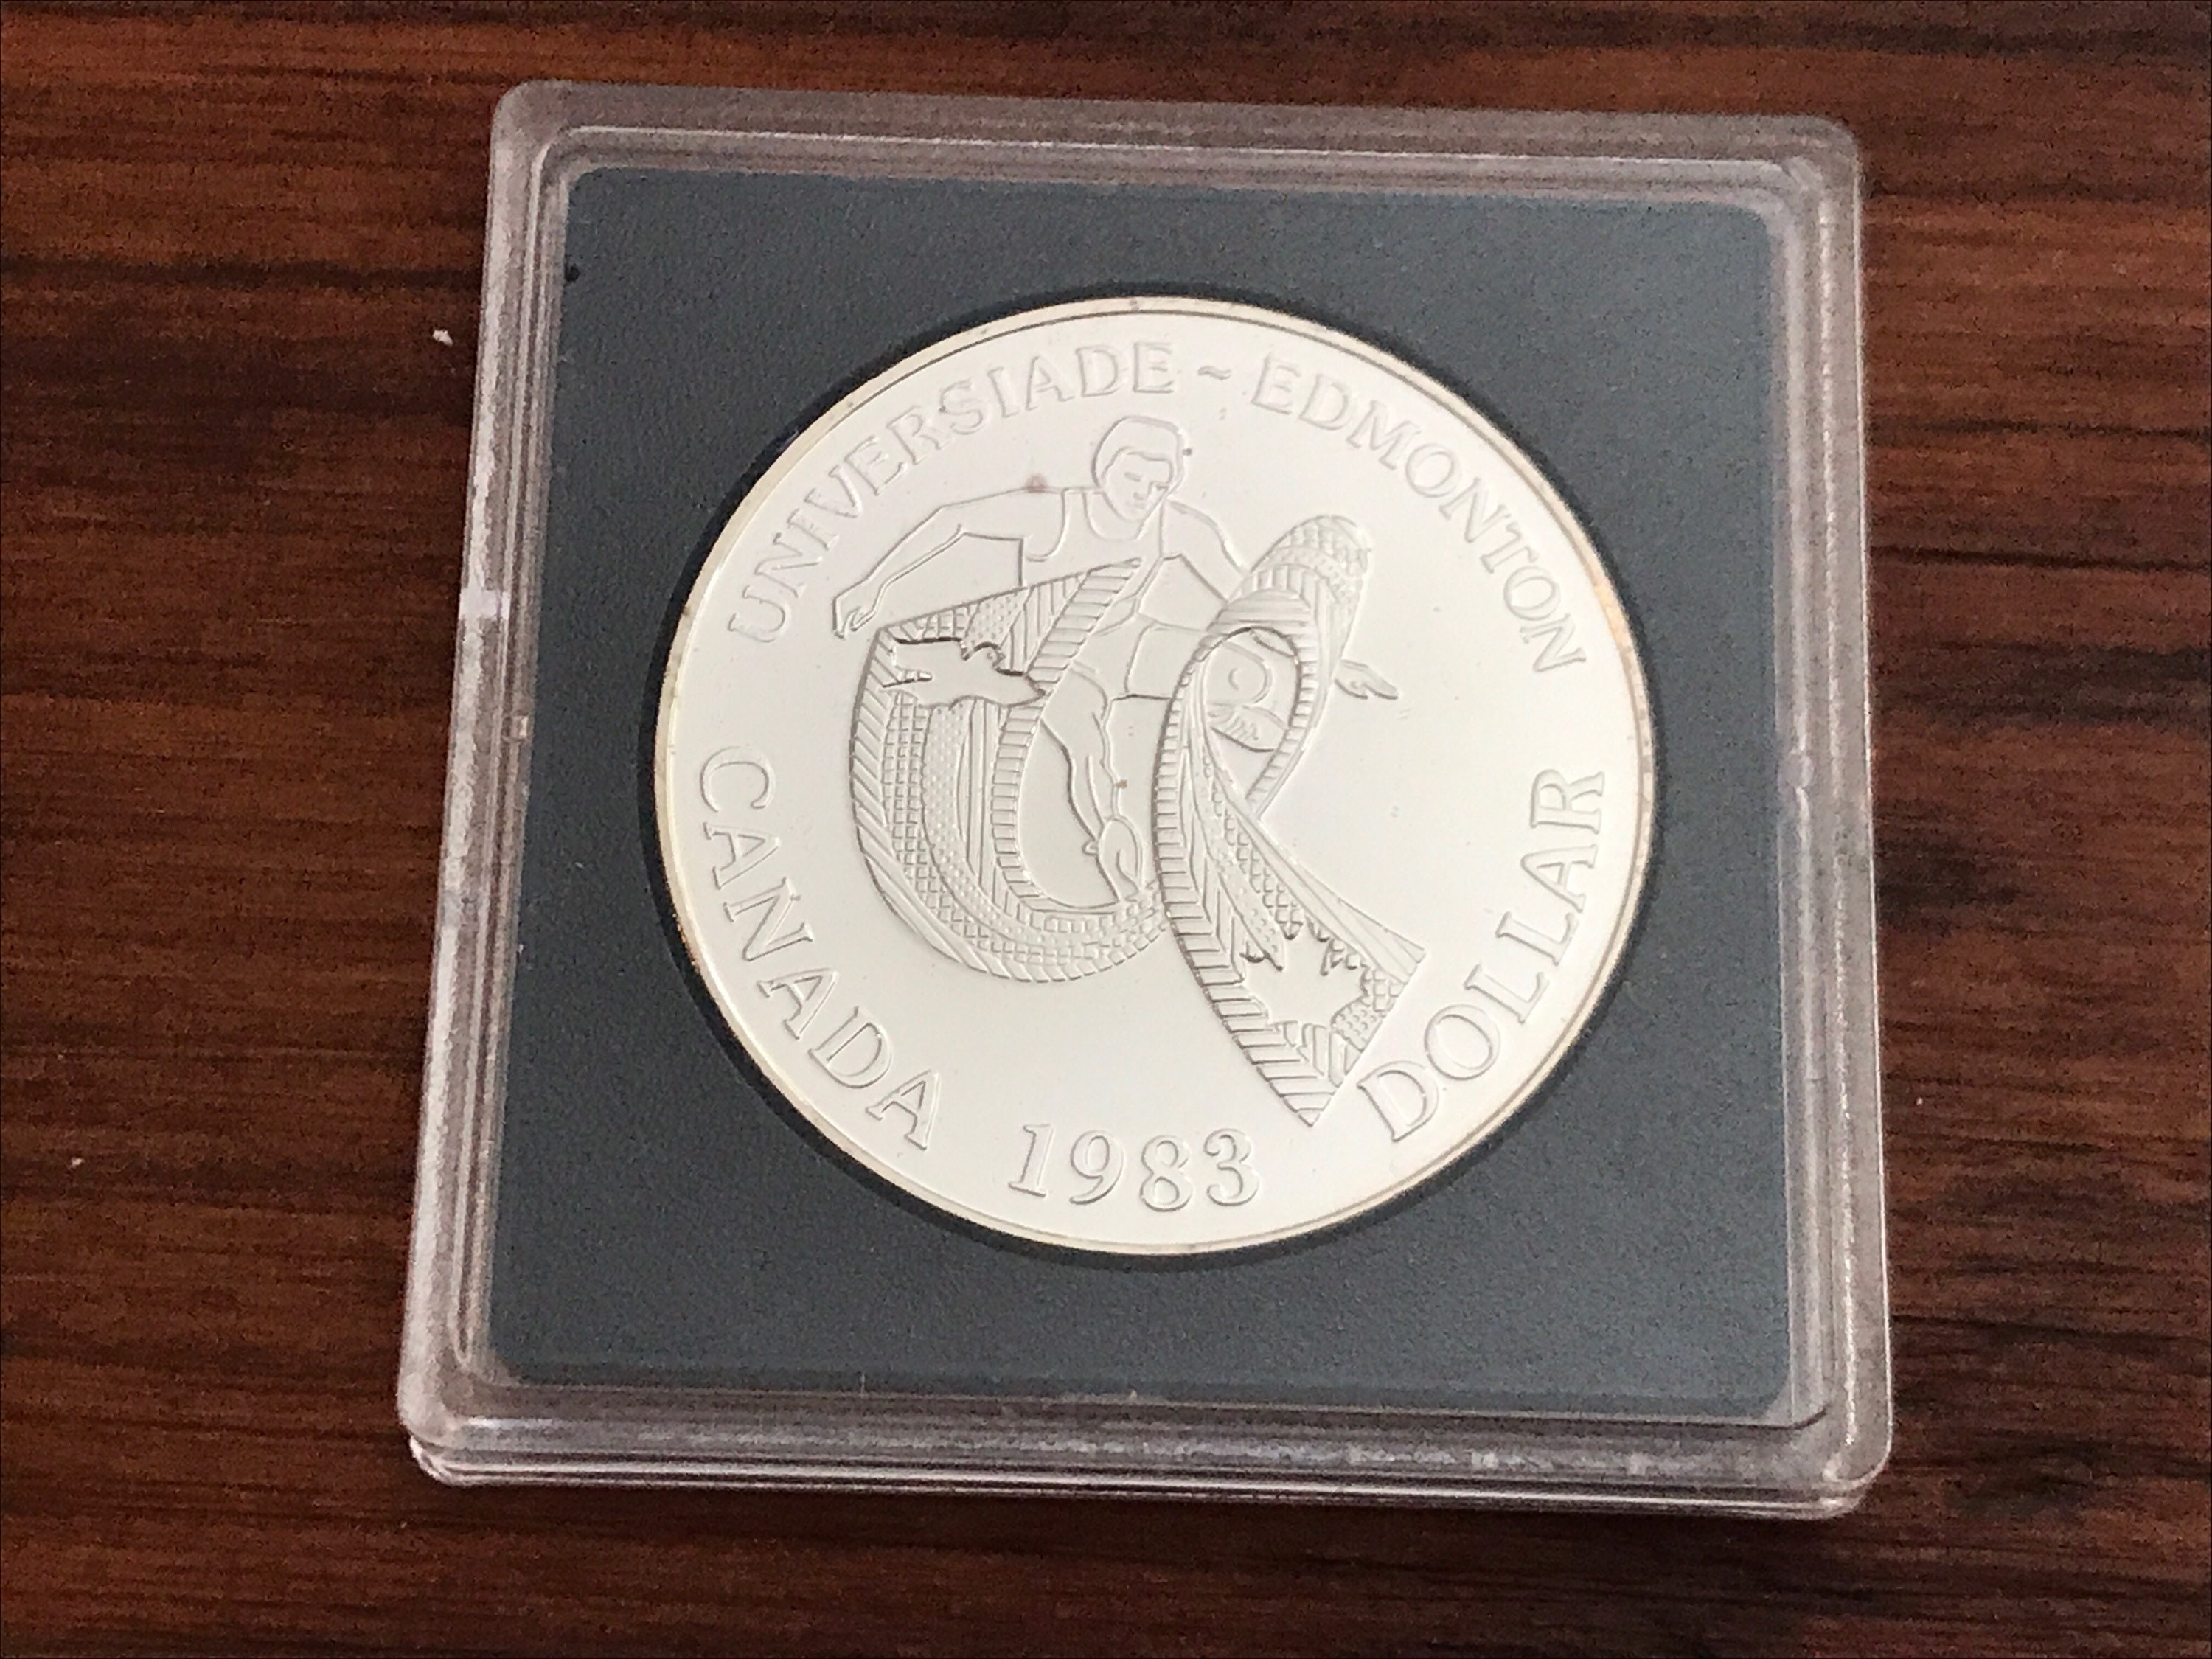 UNIVERSIADE ~ EDMONTON
CANADA 1983 DOLLAR